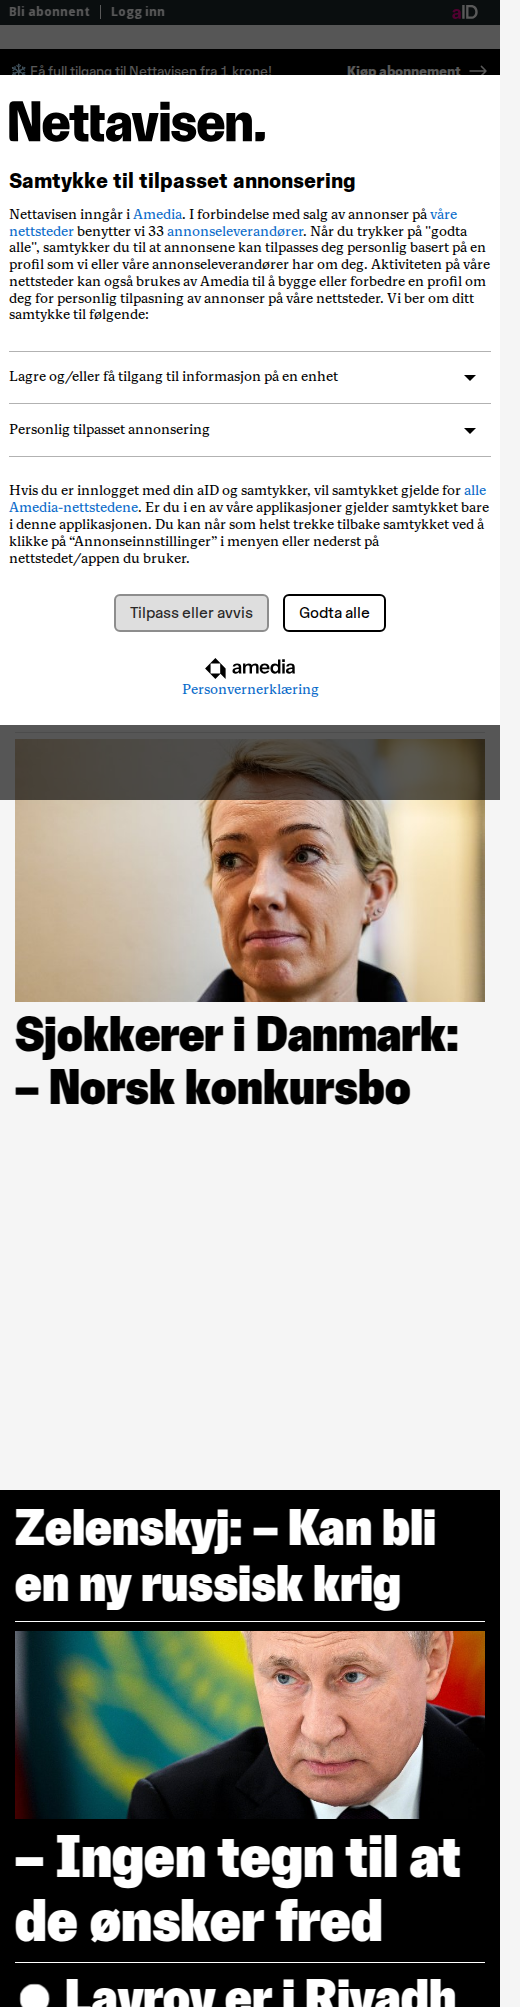 Bli abonnent | Logg inn
aID
❄ Få full tilgang til Nettavisen fra 1 krone!
Kjøp abonnement →
Nettavisen.
Samtykke til tilpasset annonsering
Nettavisen inngår i Amedia. I forbindelse med salg av annonser på våre
nettsteder benytter vi 33 annonseleverandører. Når du trykker på "godta
alle", samtykker du til at annonsene kan tilpasses deg personlig basert på en
profil som vi eller våre annonseleverandører har om deg. Aktiviteten på våre
nettsteder kan også brukes av Amedia til å bygge eller forbedre en profil om
deg for personlig tilpasning av annonser på våre nettsteder. Vi ber om ditt
samtykke til følgende:
Lagre og/eller få tilgang til informasjon på en enhet
Personlig tilpasset annonsering
Hvis du er innlogget med din aID og samtykker, vil samtykket gjelde for alle
Amedia-nettstedene. Er du i en av våre applikasjoner gjelder samtykket bare
i denne applikasjonen. Du kan når som helst trekke tilbake samtykket ved å
klikke på “Annonseinnstillinger” i menyen eller nederst på
nettstedet/appen du bruker.
Tilpass eller avvis
Godta alle
amedia
Personvernerklæring
Sjokkerer i Danmark:
– Norsk konkursbo
Zelenskyj: – Kan bli
en ny russisk krig
– Ingen tegn til at
de ønsker fred
● Lavrov er i Riyadh